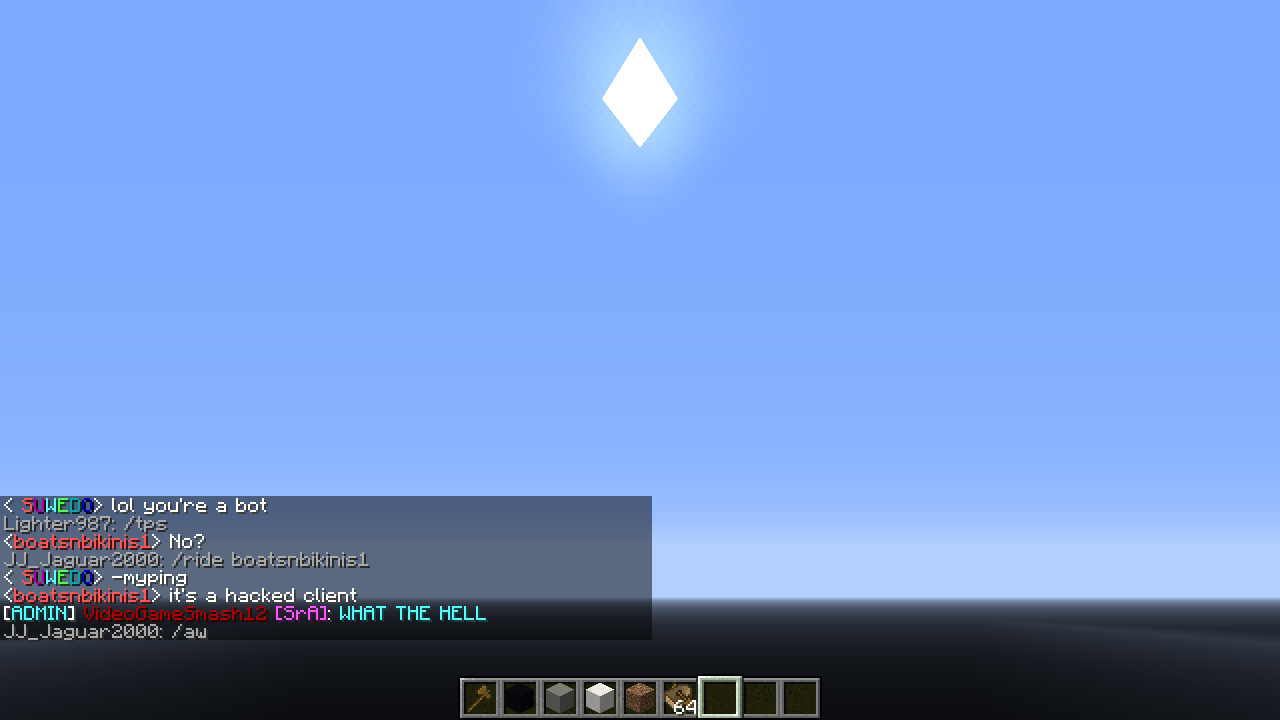 < SUWEDO> lol you're a bot
Lighter987: /tps
<boatsnbikinis1> No?
JJ_Jaguar2000: /ride boatsnbikinis1
< SUWEDO> -myping
<boatsnbikinis1> it's a hacked client
[ADMIN] VideoGameSmash12 [SrA]: WHAT THE HELL
JJ_Jaguar2000: /aw
64